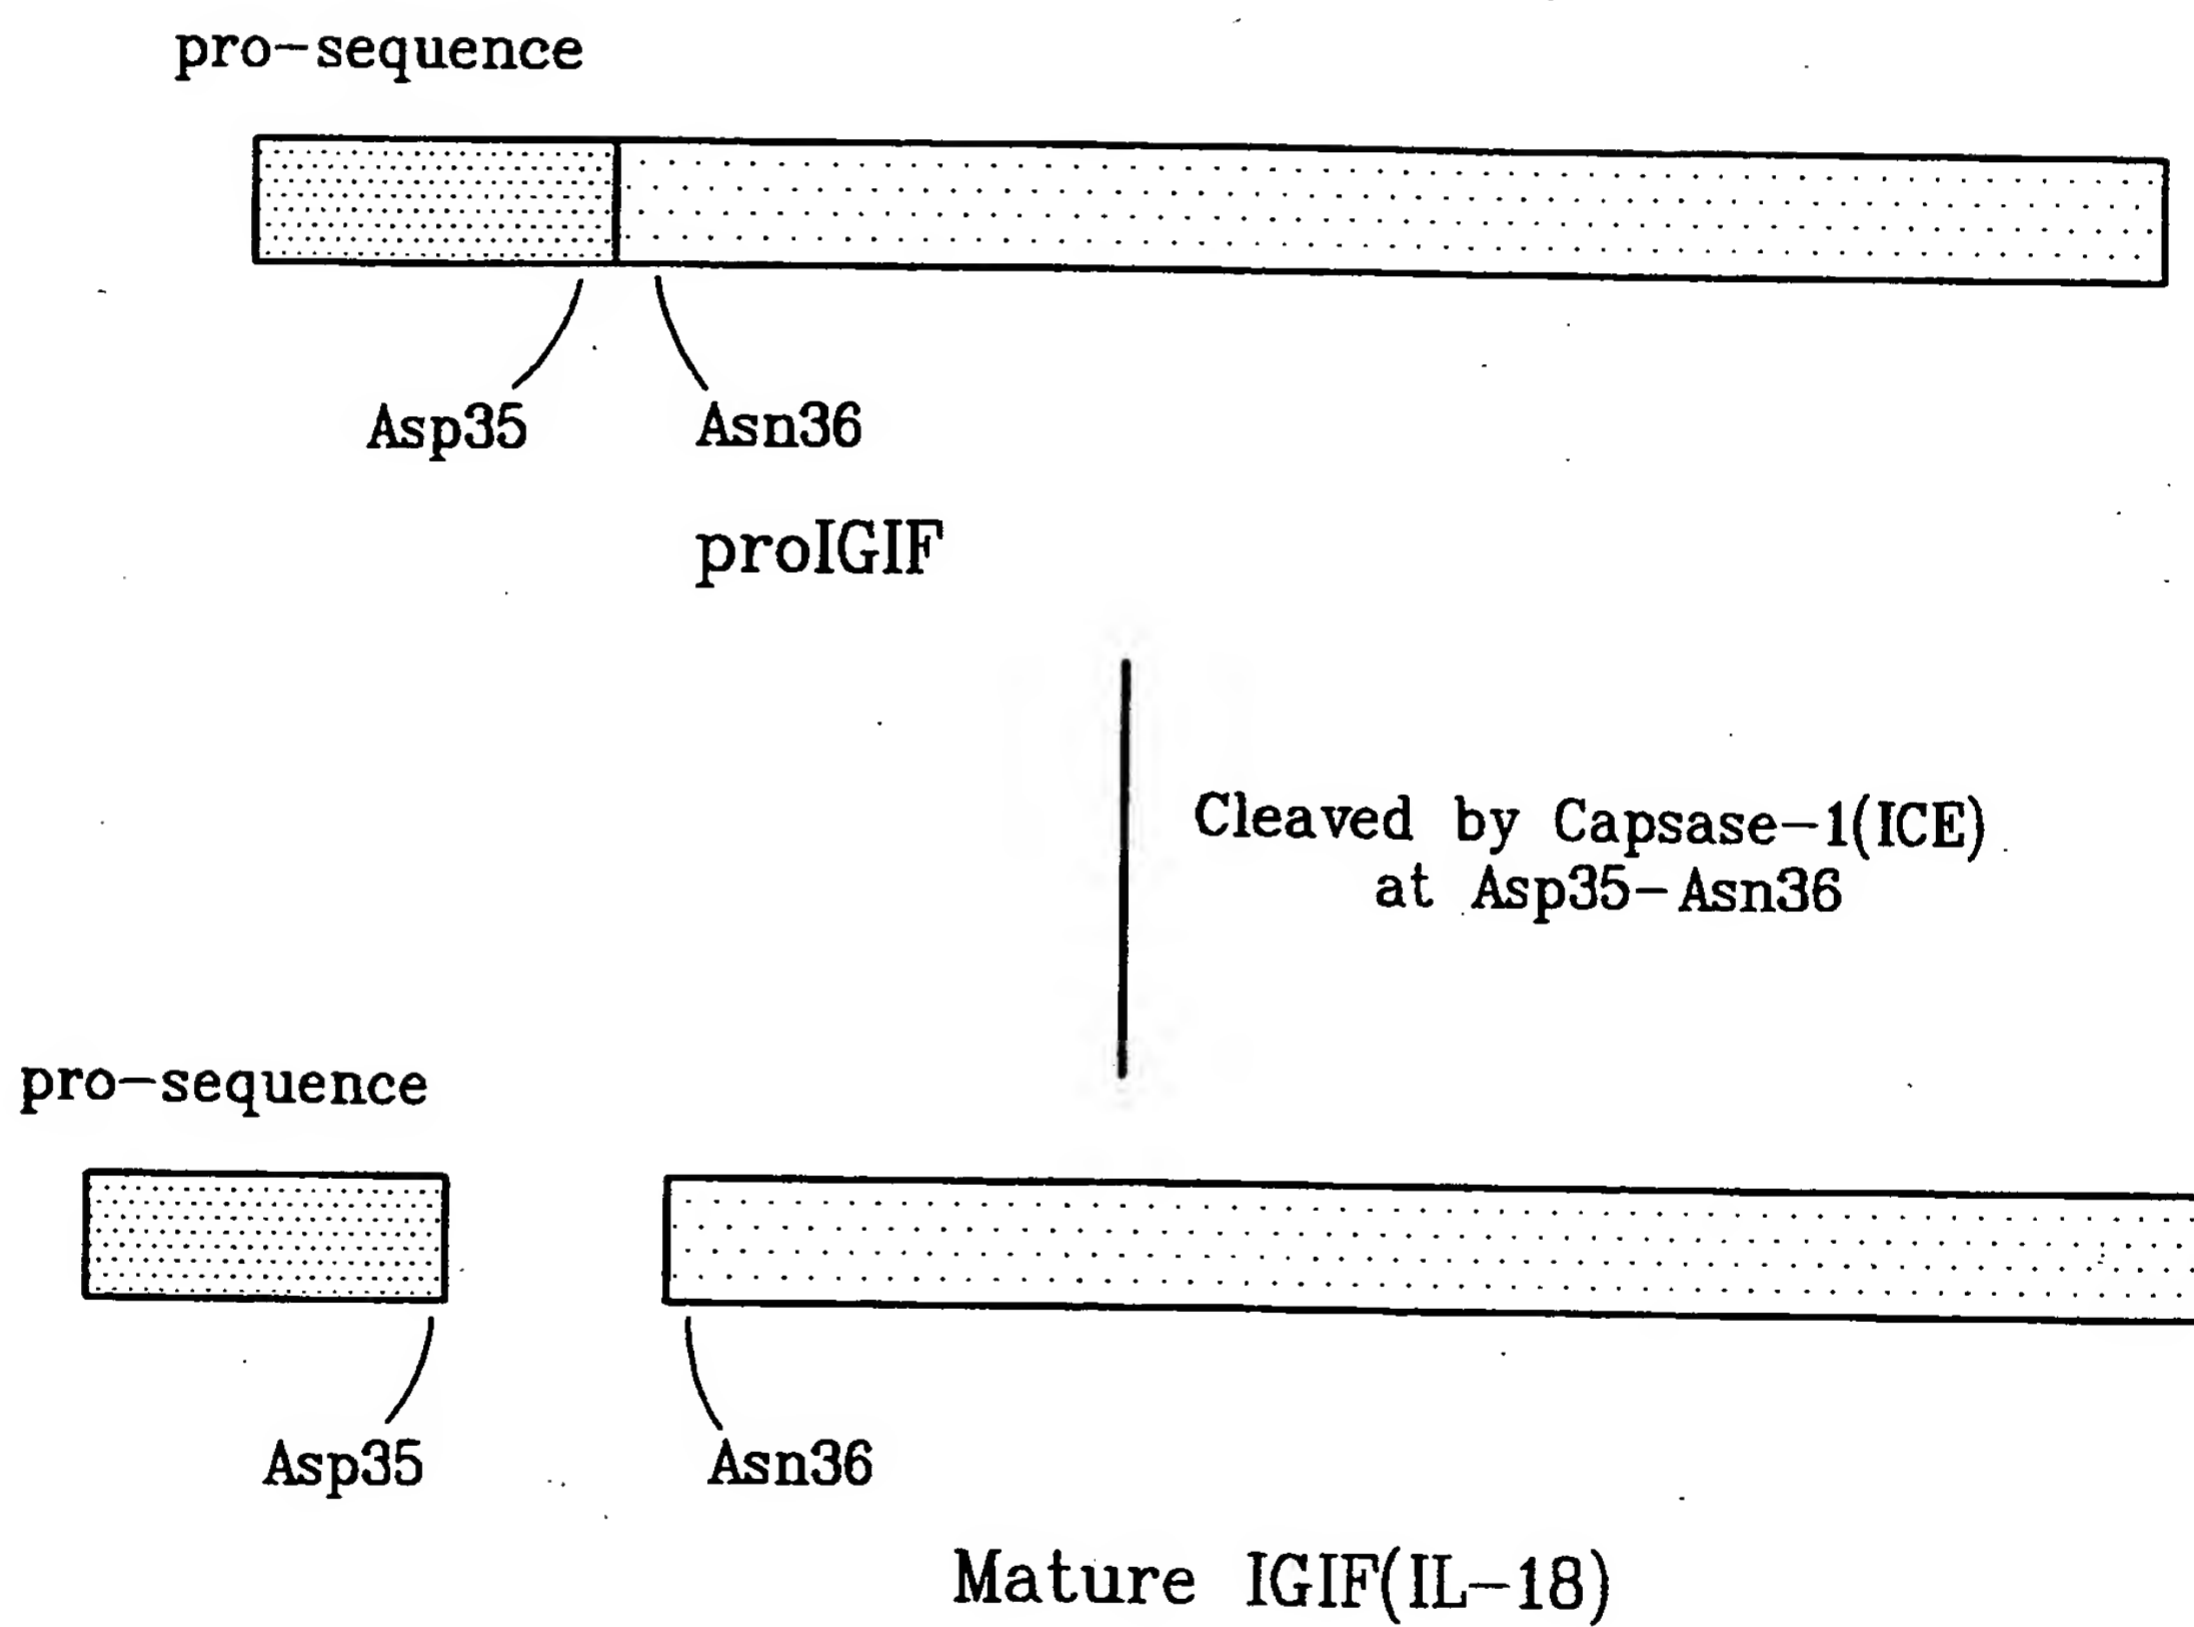 pro-sequence
Asp35
Asn36
proIGIF
Cleaved by Capsase-1(ICE)
at Asp35-Asn36
pro-sequence
Asp35
Asn36
Mature IGIF(IL-18)